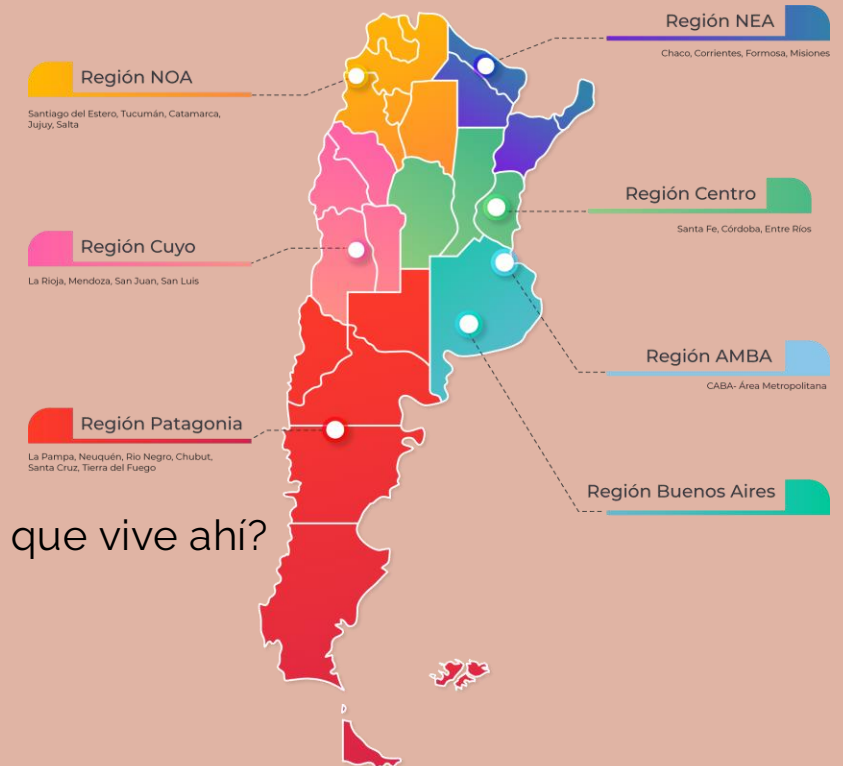 Región NOA
Santiago del Estero, Tucumán, Catamarca,
Jujuy, Salta
Región Cuyo
La Rioja, Mendoza, San Juan, San Luis
Región Patagonia
La Pampa, Neuquén, Rio Negro, Chubut,
Santa Cruz, Tierra del Fuego
que vive ahí?
Región NEA
Chaco, Corrientes, Formosa, Misiones
Región Centro
Santa Fe, Córdoba, Entre Ríos
Región AMBA
CABA- Área Metropolitana
Región Buenos Aires